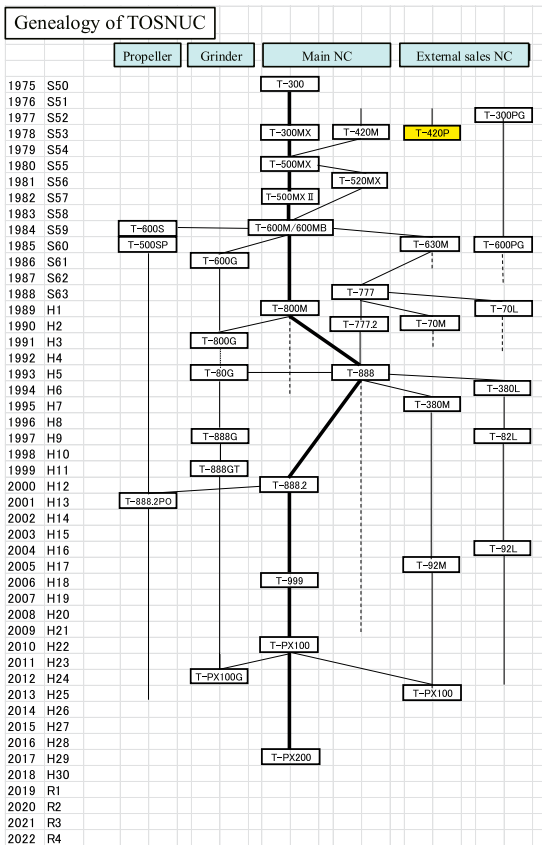 Genealogy of TOSNUC
Propeller Grinder Main NC External sales NC
1975 S50 T-300
1976 S51
1977 S52 T-300PG
1978 S53 T-300MX T-420M T-420P
1979 S54
1980 S55 T-500MX
1981 S56 T-520MX
1982 S57 T-500MXⅡ
1983 S58
1984 S59 T-600S T-600M/600MB
1985 S60 T-500SP T-630M T-600PG
1986 S61 T-600G
1987 S62
1988 S63 T-777
1989 H1 T-800M T-70L
1990 H2 T-777.2 T-70M
1991 H3 T-800G
1992 H4
1993 H5 T-80G T-888
1994 H6 T-380L
1995 H7 T-380M
1996 H8
1997 H9 T-888G T-82L
1998 H10
1999 H11 T-888GT
2000 H12 T-888.2
2001 H13 T-888.2PO
2002 H14
2003 H15
2004 H16 T-92L
2005 H17 T-92M
2006 H18 T-999
2007 H19
2008 H20
2009 H21
2010 H22 T-PX100
2011 H23
2012 H24 T-PX100G
2013 H25 T-PX100
2014 H26
2015 H27
2016 H28
2017 H29 T-PX200
2018 H30
2019 R1
2020 R2
2021 R3
2022 R4